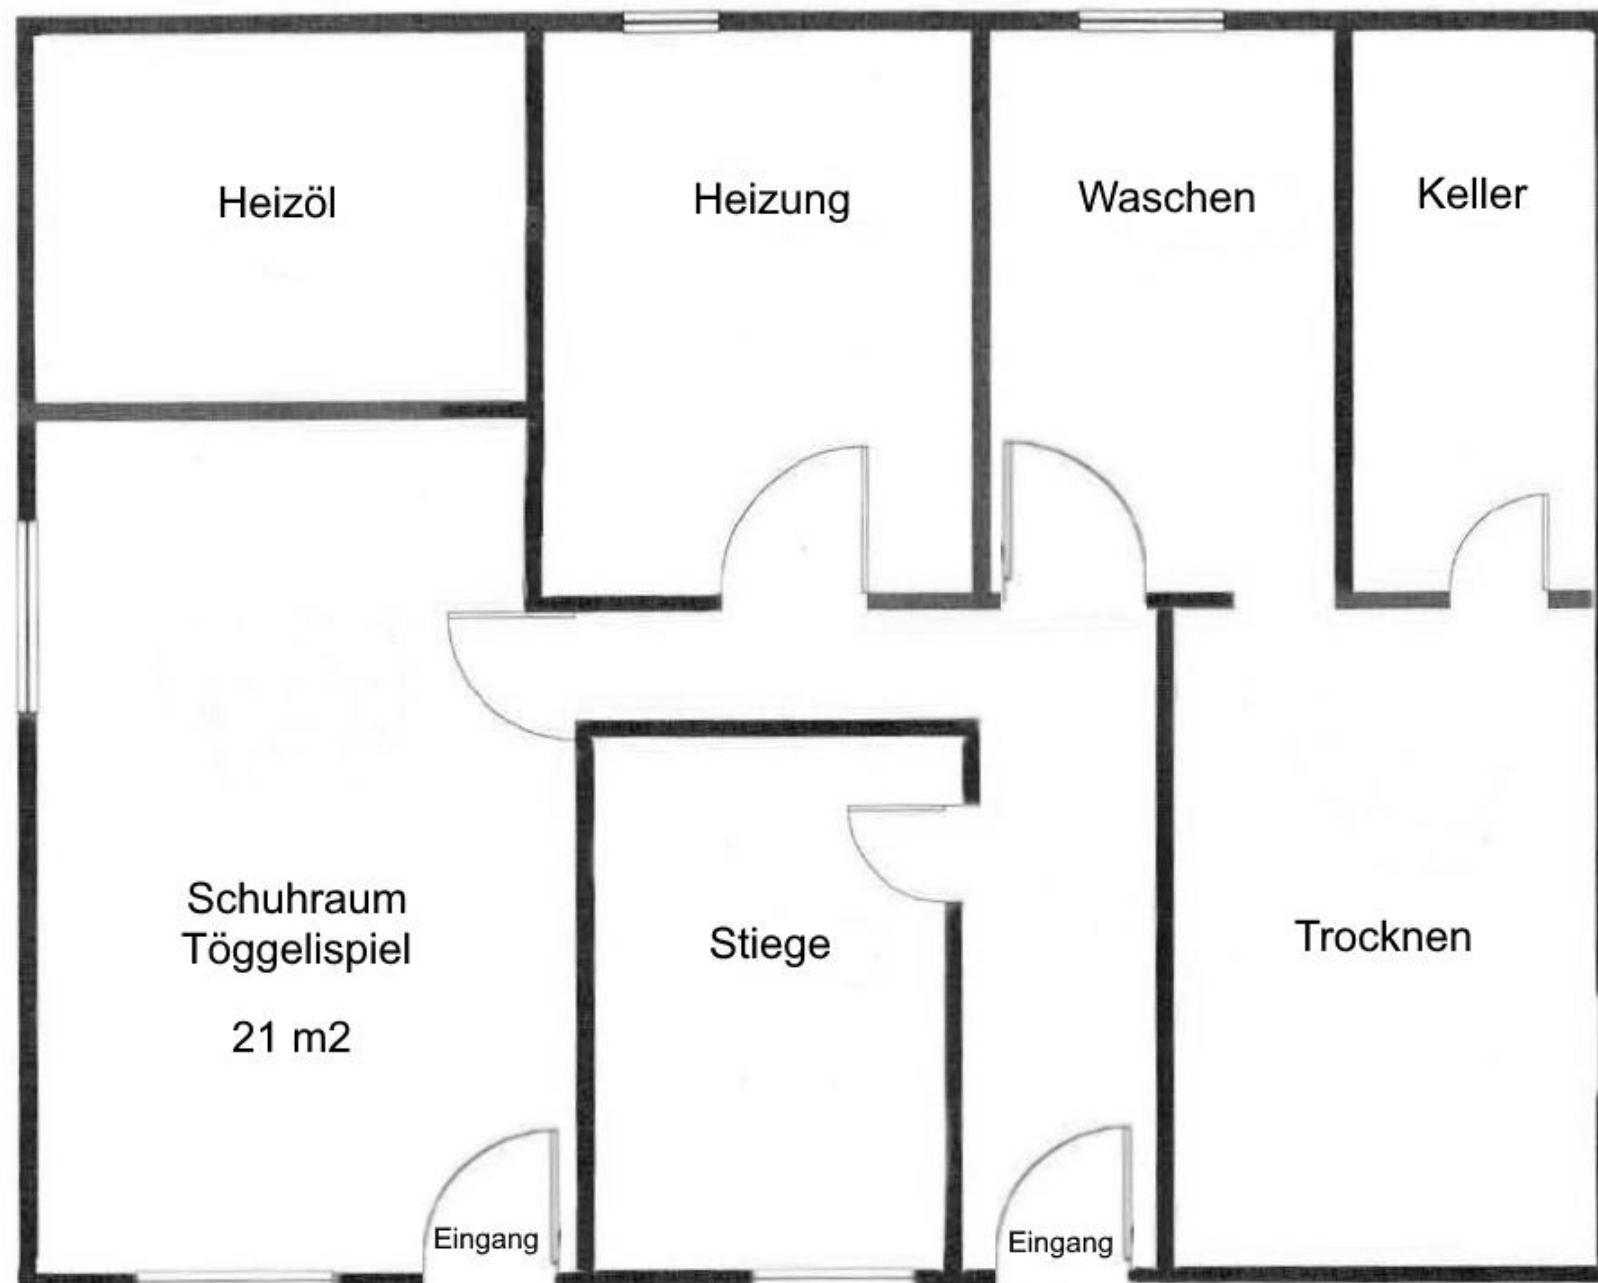 Heizöl
Heizung
Waschen
Keller
Schuhraum
Töggelispiel
21 m2
Stiege
Trocknen
Eingang
Eingang